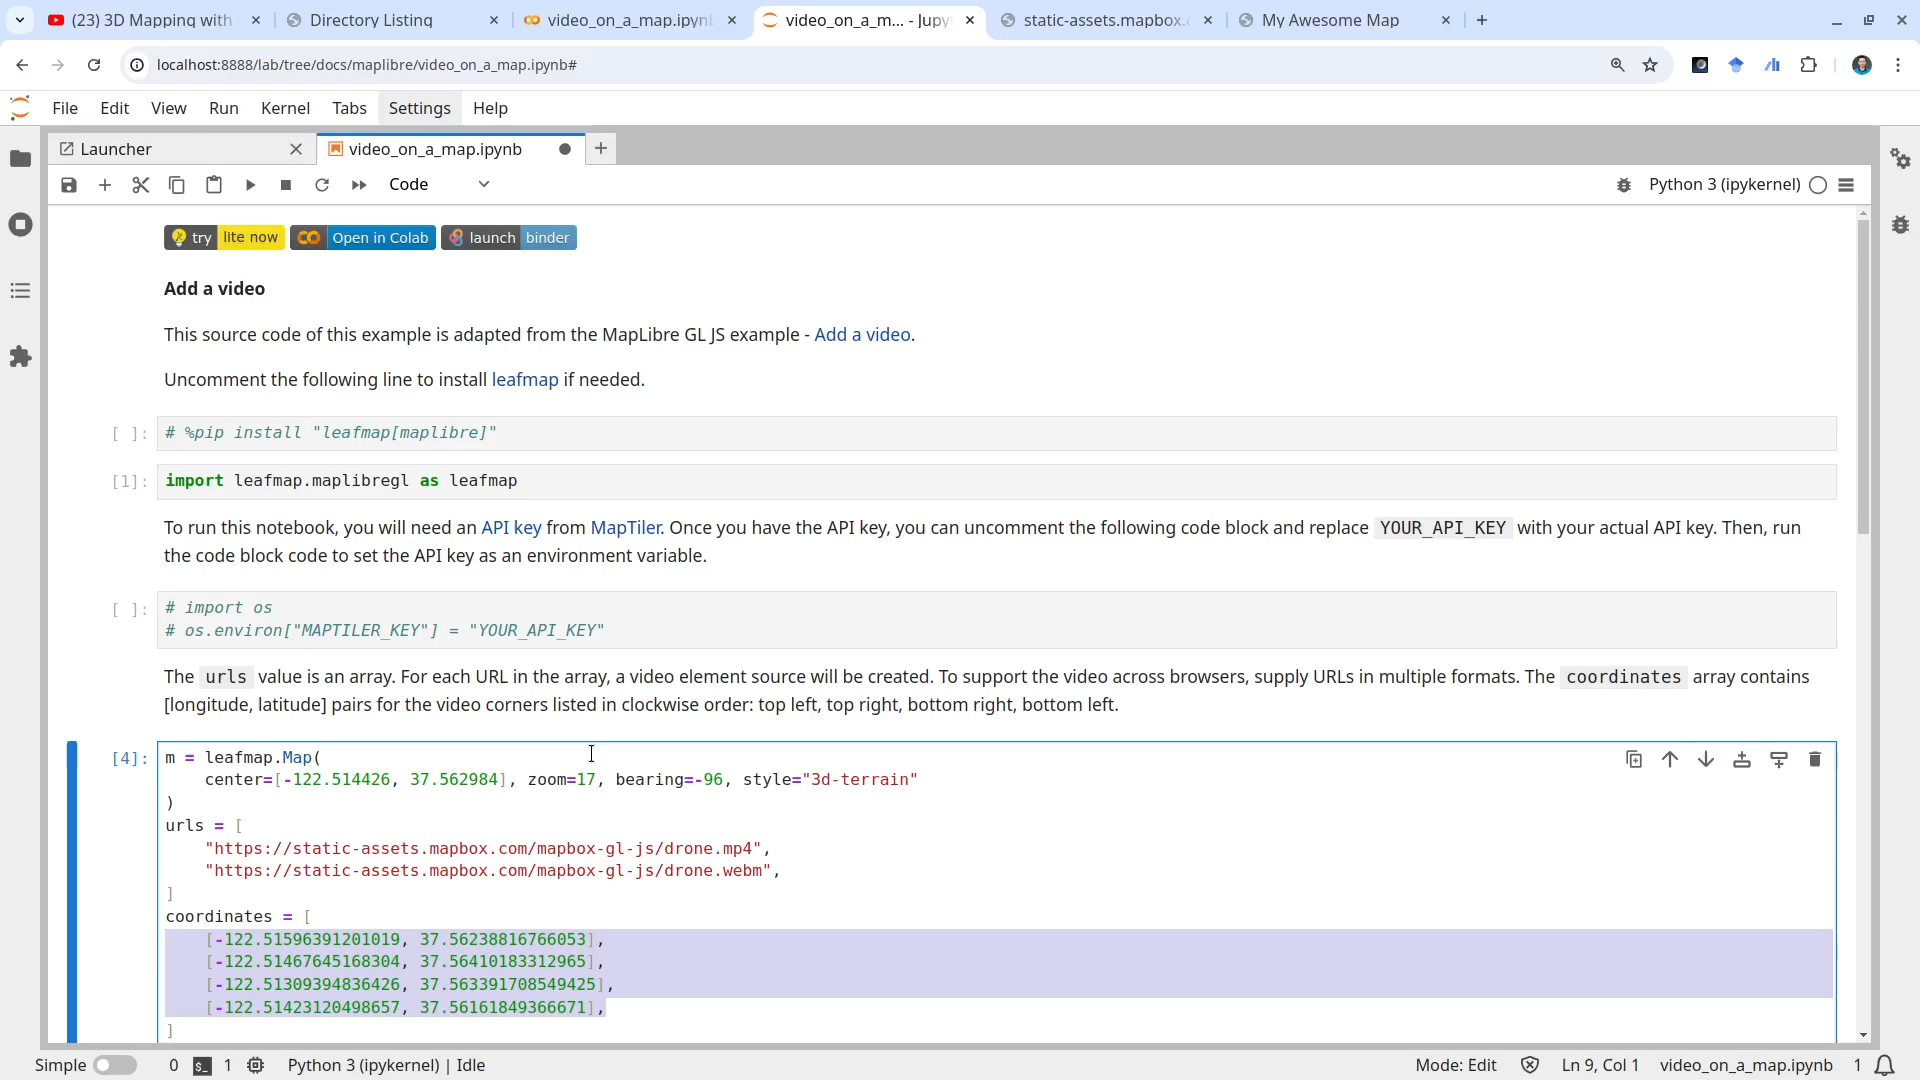 (23) 3D Mapping with
Directory Listing
video_on_a_map.ipynb
video_on_a_m... - Jupy
static-assets.mapbox.c
My Awesome Map
localhost:8888/lab/tree/docs/maplibre/video_on_a_map.ipynb#
File Edit View Run Kernel Tabs Settings Help
Launcher
video_on_a_map.ipynb
Code
Python 3 (ipykernel)
try lite now Open in Colab launch binder
Add a video
This source code of this example is adapted from the MapLibre GL JS example - Add a video.
Uncomment the following line to install leafmap if needed.
[ ]: # %pip install "leafmap[maplibre]"
[1]: import leafmap.maplibregl as leafmap
To run this notebook, you will need an API key from MapTiler. Once you have the API key, you can uncomment the following code block and replace YOUR_API_KEY with your actual API key. Then, run
the code block code to set the API key as an environment variable.
[ ]: # import os
# os.environ["MAPTILER_KEY"] = "YOUR_API_KEY"
The urls value is an array. For each URL in the array, a video element source will be created. To support the video across browsers, supply URLs in multiple formats. The coordinates array contains
[longitude, latitude] pairs for the video corners listed in clockwise order: top left, top right, bottom right, bottom left.
[4]: m = leafmap.Map(
center=[-122.514426, 37.562984], zoom=17, bearing=-96, style="3d-terrain"
)
urls = [
"https://static-assets.mapbox.com/mapbox-gl-js/drone.mp4",
"https://static-assets.mapbox.com/mapbox-gl-js/drone.webm",
]
coordinates = [
[-122.51596391201019, 37.56238816766053],
[-122.51467645168304, 37.56410183312965],
[-122.51309394836426, 37.563391708549425],
[-122.51423120498657, 37.56161849366671],
]
Simple 0 $_ 1 Python 3 (ipykernel) | Idle Mode: Edit Ln 9, Col 1 video_on_a_map.ipynb 1